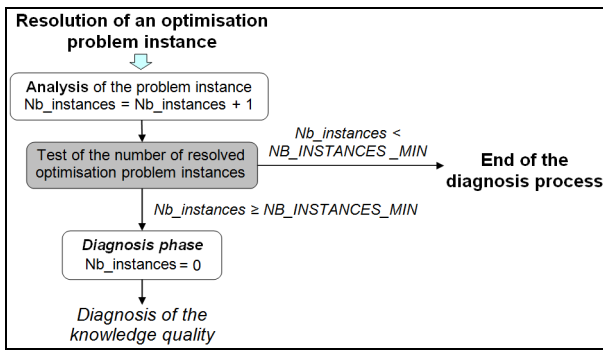 Resolution of an optimisation
problem instance
Analysis of the problem instance
Nb_instances = Nb_instances + 1
Test of the number of resolved
optimisation problem instances
Nb_instances <
NB_INSTANCES _MIN
End of the
diagnosis process
Nb_instances ≥ NB_INSTANCES_MIN
Diagnosis phase
Nb_instances = 0
Diagnosis of the
knowledge quality